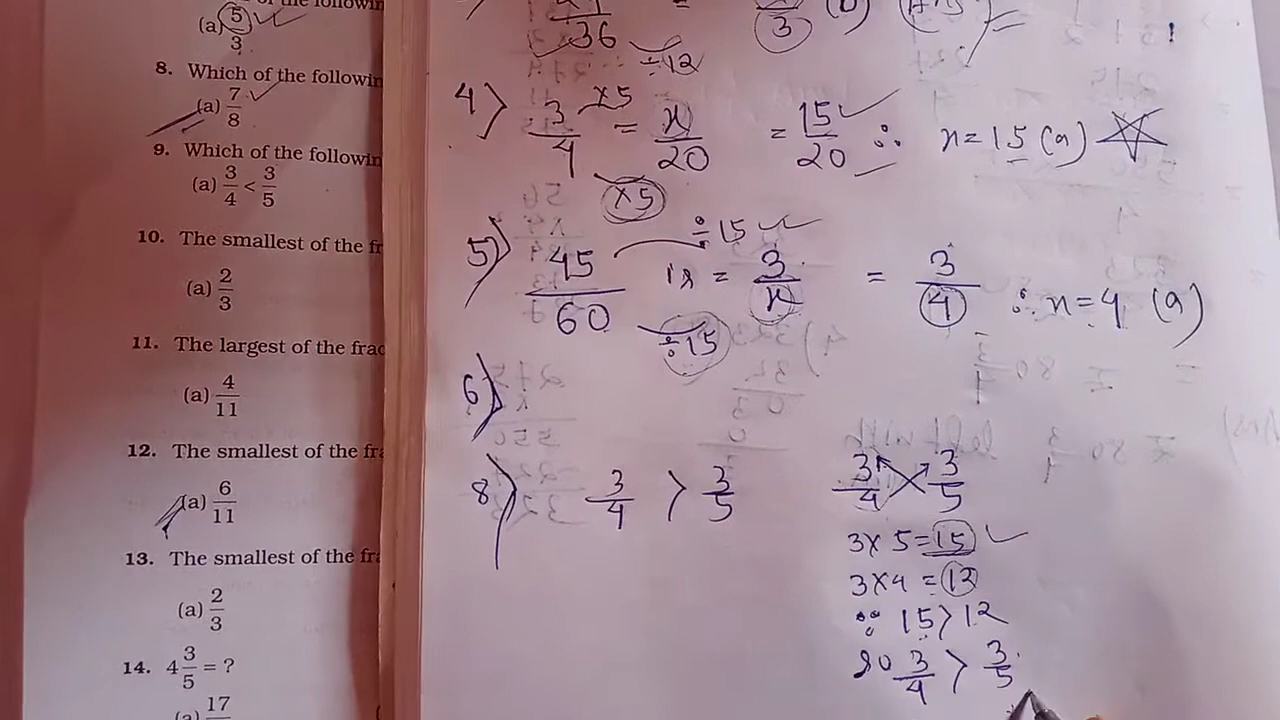 (a) 5/3
8. Which of the followin
(a) 7/8
9. Which of the followin
(a) 3/4 < 3/5
10. The smallest of the fr
(a) 2/3
11. The largest of the frac
(a) 4/11
12. The smallest of the fra
(a) 6/11
13. The smallest of the fra
(a) 2/3
14. 4 3/5 = ?
(a) 17
36
÷12
3
4) 3/4 = x/20 = 15/20 ∴ x = 15 (a)
×5
×5
5) 45/60 is = 3/x = 3/4 ∴ x = 4 (a)
÷15
÷15
6)
8) 3/4 > 3/5
3/4 3/5
3 × 5 = 15
3 × 4 = 12
∵ 15 > 12
so 3/4 > 3/5